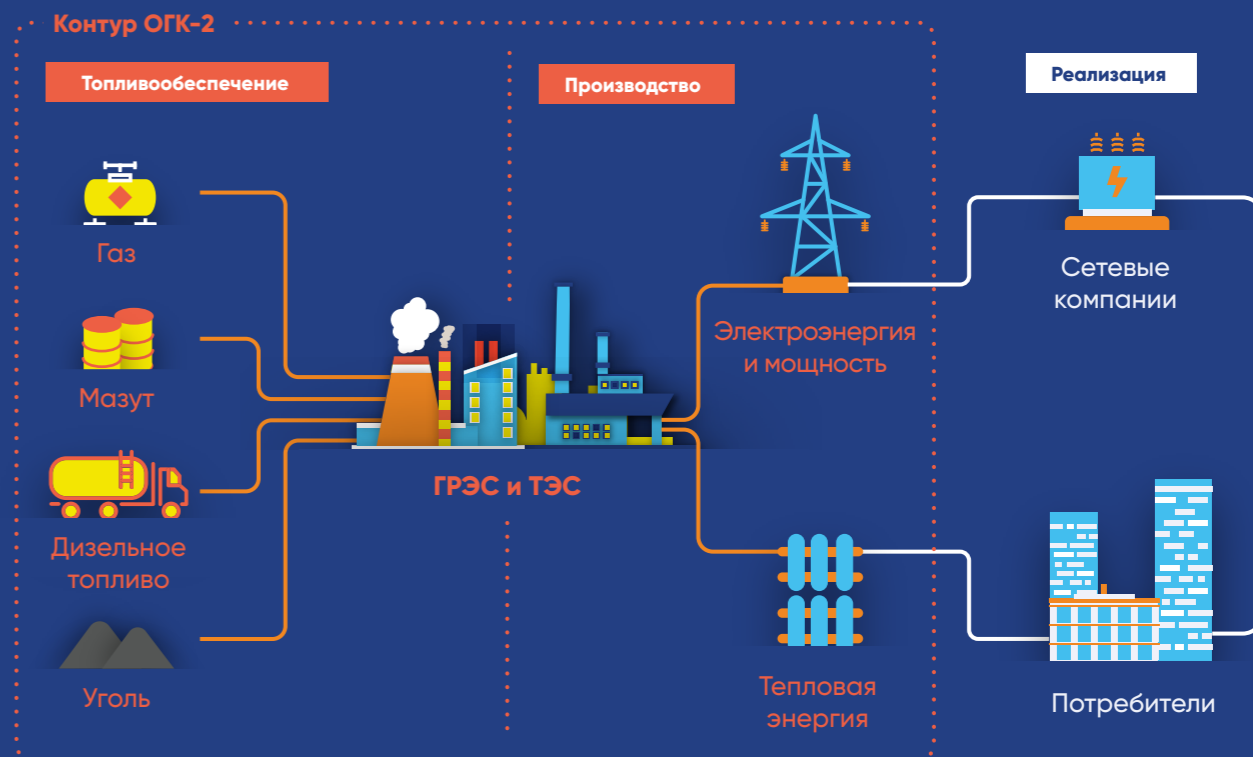 Контур ОГК-2
Топливообеспечение
Производство
Реализация
Газ
Мазут
Дизельное
топливо
Уголь
ГРЭС и ТЭС
Электроэнергия
и мощность
Тепловая
энергия
Сетевые
компании
Потребители